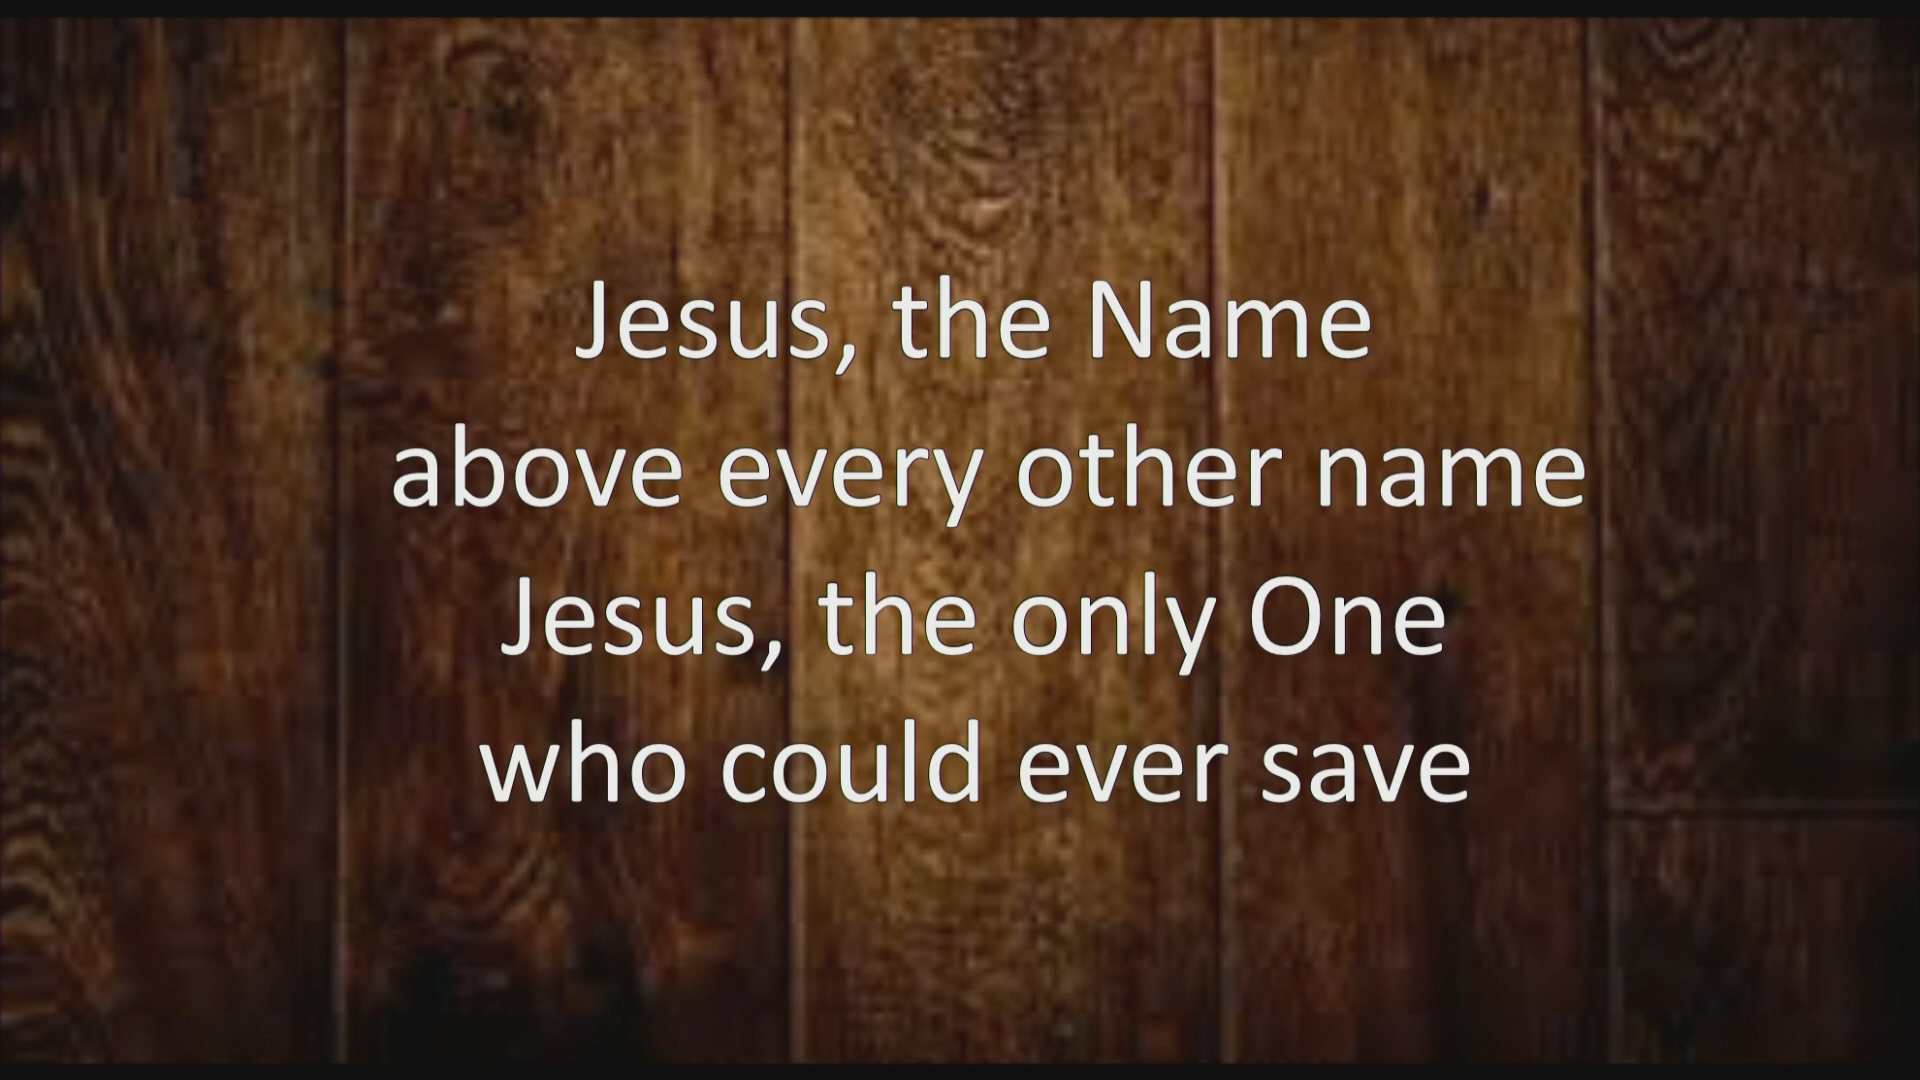 Jesus, the Name
above every other name
Jesus, the only One
who could ever save